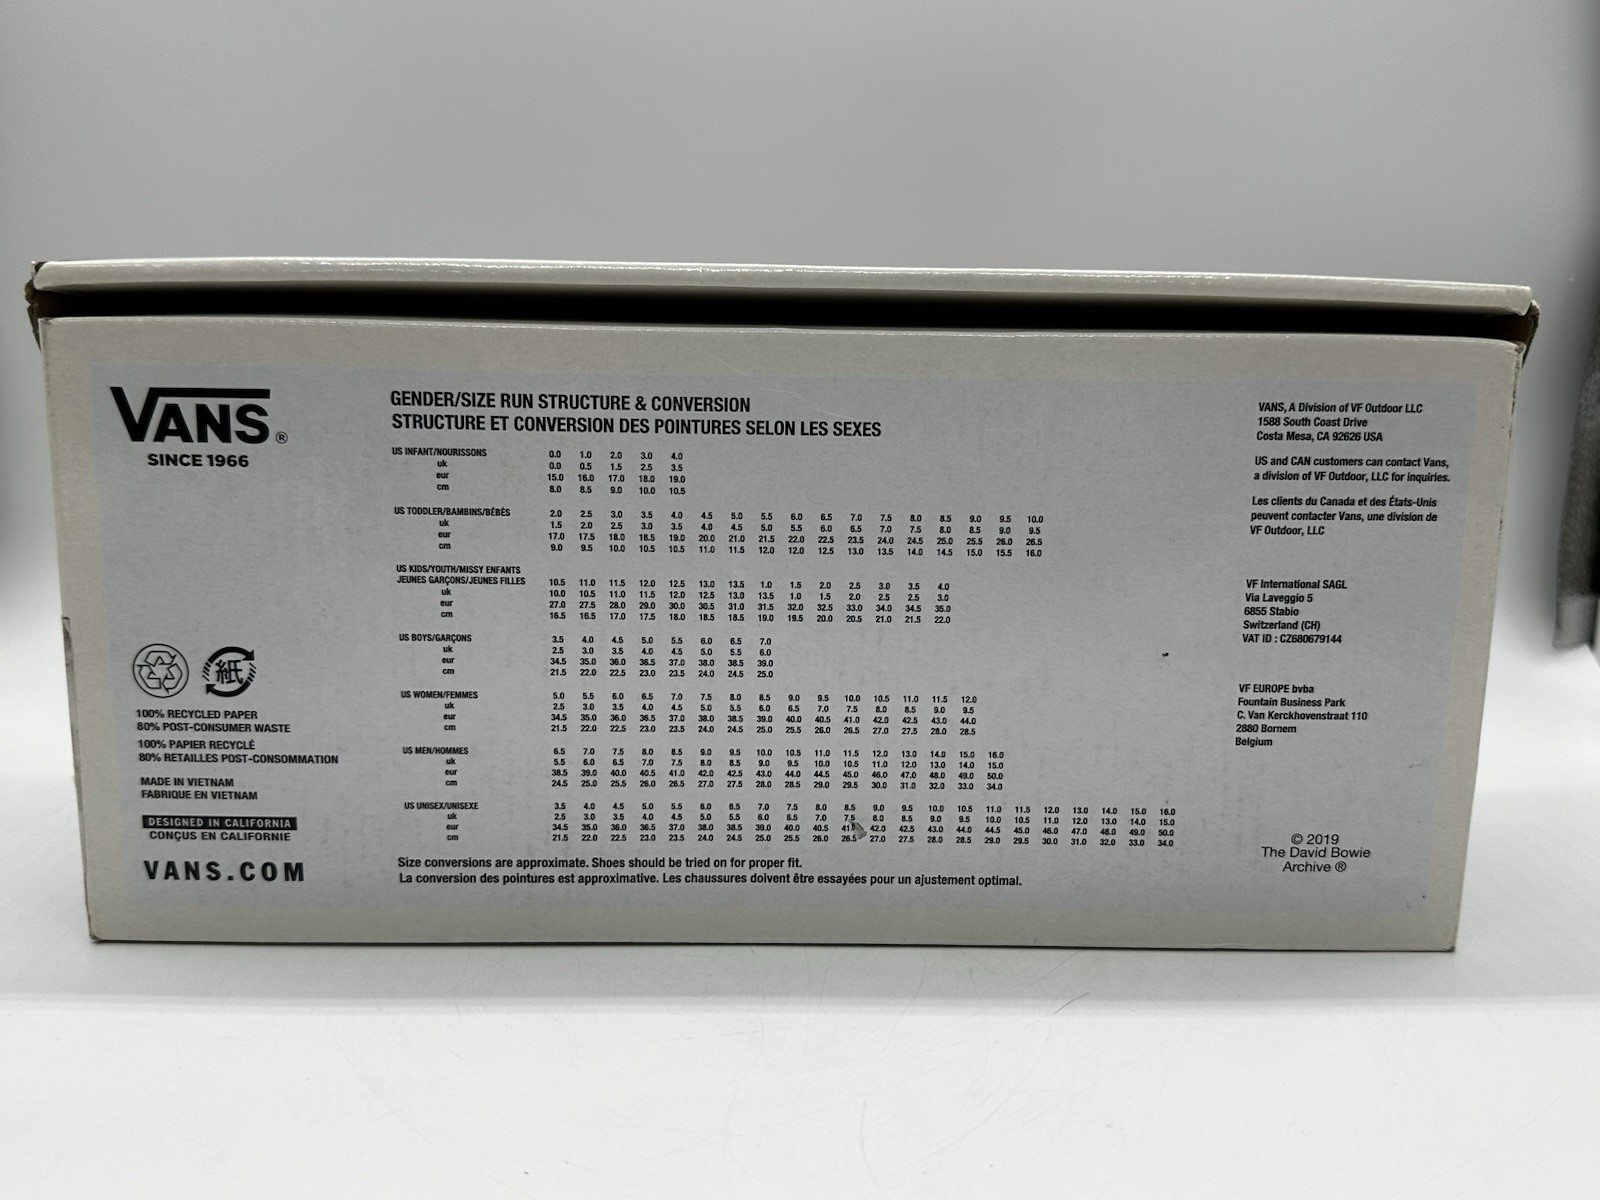 VANS®
SINCE 1966
GENDER/SIZE RUN STRUCTURE & CONVERSION
STRUCTURE ET CONVERSION DES POINTURES SELON LES SEXES
US INFANT/NOURISSONS 0.0 1.0 2.0 3.0 4.0
uk 0.0 0.5 1.5 2.5 3.5
eur 15.0 16.0 17.0 18.0 19.0
cm 8.0 8.5 9.0 10.0 10.5
US TODDLER/BAMBINS/BÉBÉS 2.0 2.5 3.0 3.5 4.0 4.5 5.0 5.5 6.0 6.5 7.0 7.5 8.0 8.5 9.0 9.5 10.0
uk 1.5 2.0 2.5 3.0 3.5 4.0 4.5 5.0 5.5 6.0 6.5 7.0 7.5 8.0 8.5 9.0 9.5
eur 17.0 17.5 18.0 18.5 19.0 20.0 21.0 21.5 22.0 22.5 23.5 24.0 24.5 25.0 25.5 26.0 26.5
cm 9.0 9.5 10.0 10.5 10.5 11.0 11.5 12.0 12.0 12.5 13.0 13.5 14.0 14.5 15.0 15.5 16.0
US KIDS/YOUTH/MISSY ENFANTS
JEUNES GARÇONS/JEUNES FILLES 10.5 11.0 11.5 12.0 12.5 13.0 13.5 1.0 1.5 2.0 2.5 3.0 3.5 4.0
uk 10.0 10.5 11.0 11.5 12.0 12.5 13.0 13.5 1.0 1.5 2.0 2.5 2.5 3.0
eur 27.0 27.5 28.0 29.0 30.0 30.5 31.0 31.5 32.0 32.5 33.0 34.0 34.5 35.0
cm 16.5 16.5 17.0 17.5 18.0 18.5 18.5 19.0 19.5 20.0 20.5 21.0 21.5 22.0
US BOYS/GARÇONS 3.5 4.0 4.5 5.0 5.5 6.0 6.5 7.0
uk 2.5 3.0 3.5 4.0 4.5 5.0 5.5 6.0
eur 34.5 35.0 36.0 36.5 37.0 38.0 38.5 39.0
cm 21.5 22.0 22.5 23.0 23.5 24.0 24.5 25.0
US WOMEN/FEMMES 5.0 5.5 6.0 6.5 7.0 7.5 8.0 8.5 9.0 9.5 10.0 10.5 11.0 11.5 12.0
uk 2.5 3.0 3.5 4.0 4.5 5.0 5.5 6.0 6.5 7.0 7.5 8.0 8.5 9.0 9.5
eur 34.5 35.0 36.0 36.5 37.0 38.0 38.5 39.0 40.0 40.5 41.0 42.0 42.5 43.0 44.0
cm 21.5 22.0 22.5 23.0 23.5 24.0 24.5 25.0 25.5 26.0 26.5 27.0 27.5 28.0 28.5
US MEN/HOMMES 6.5 7.0 7.5 8.0 8.5 9.0 9.5 10.0 10.5 11.0 11.5 12.0 13.0 14.0 15.0 16.0
uk 5.5 6.0 6.5 7.0 7.5 8.0 8.5 9.0 9.5 10.0 10.5 11.0 12.0 13.0 14.0 15.0
eur 38.5 39.0 40.0 40.5 41.0 42.0 42.5 43.0 44.0 44.5 45.0 46.0 47.0 48.0 49.0 50.0
cm 24.5 25.0 25.5 26.0 26.5 27.0 27.5 28.0 28.5 29.0 29.5 30.0 31.0 32.0 33.0 34.0
US UNISEX/UNISEXE 3.5 4.0 4.5 5.0 5.5 6.0 6.5 7.0 7.5 8.0 8.5 9.0 9.5 10.0 10.5 11.0 11.5 12.0 13.0 14.0 15.0 16.0
uk 2.5 3.0 3.5 4.0 4.5 5.0 5.5 6.0 6.5 7.0 7.5 8.0 8.5 9.0 9.5 10.0 10.5 11.0 12.0 13.0 14.0 15.0
eur 34.5 35.0 36.0 36.5 37.0 38.0 38.5 39.0 40.0 40.5 42.0 42.5 43.0 44.0 44.5 45.0 46.0 47.0 48.0 49.0 50.0
cm 21.5 22.0 22.5 23.0 23.5 24.0 24.5 25.0 25.5 26.0 26.5 27.0 27.5 28.0 28.5 29.0 29.5 30.0 31.0 32.0 33.0 34.0
Size conversions are approximate. Shoes should be tried on for proper fit.
La conversion des pointures est approximative. Les chaussures doivent être essayées pour un ajustement optimal.
紙
100% RECYCLED PAPER
80% POST-CONSUMER WASTE
100% PAPIER RECYCLÉ
80% RETAILLES POST-CONSOMMATION
MADE IN VIETNAM
FABRIQUE EN VIETNAM
DESIGNED IN CALIFORNIA
CONÇUS EN CALIFORNIE
VANS.COM
VANS, A Division of VF Outdoor LLC
1588 South Coast Drive
Costa Mesa, CA 92626 USA
US and CAN customers can contact Vans,
a division of VF Outdoor, LLC for inquiries.
Les clients du Canada et des États-Unis
peuvent contacter Vans, une division de
VF Outdoor, LLC
VF International SAGL
Via Laveggio 5
6855 Stabio
Switzerland (CH)
VAT ID : CZ680679144
VF EUROPE bvba
Fountain Business Park
C. Van Kerckhovenstraat 110
2880 Bornem
Belgium
© 2019
The David Bowie
Archive ®